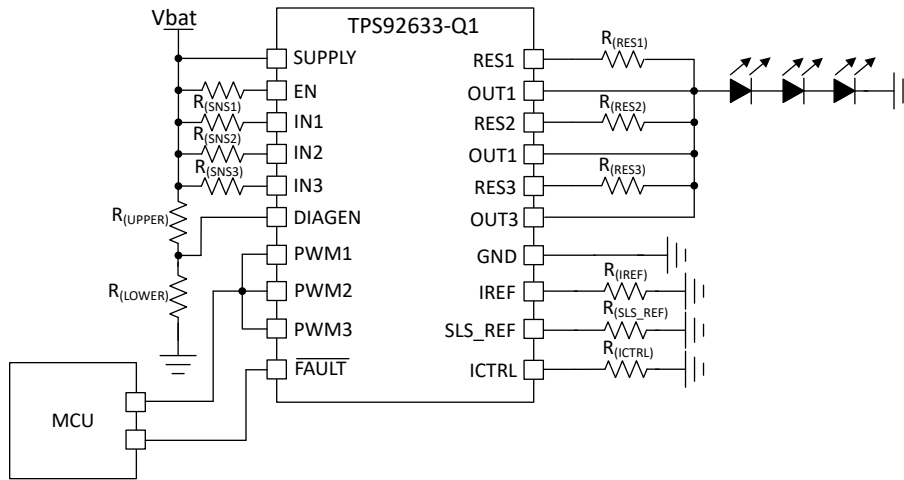 Vbat
TPS92633-Q1
SUPPLY
EN
R(SNS1)
IN1
R(SNS2)
IN2
R(SNS3)
IN3
R(UPPER)
DIAGEN
PWM1
R(LOWER)
PWM2
PWM3
FAULT
MCU
RES1
R(RES1)
OUT1
RES2
R(RES2)
OUT1
RES3
R(RES3)
OUT3
GND
IREF
R(IREF)
SLS_REF
R(SLS_REF)
ICTRL
R(ICTRL)